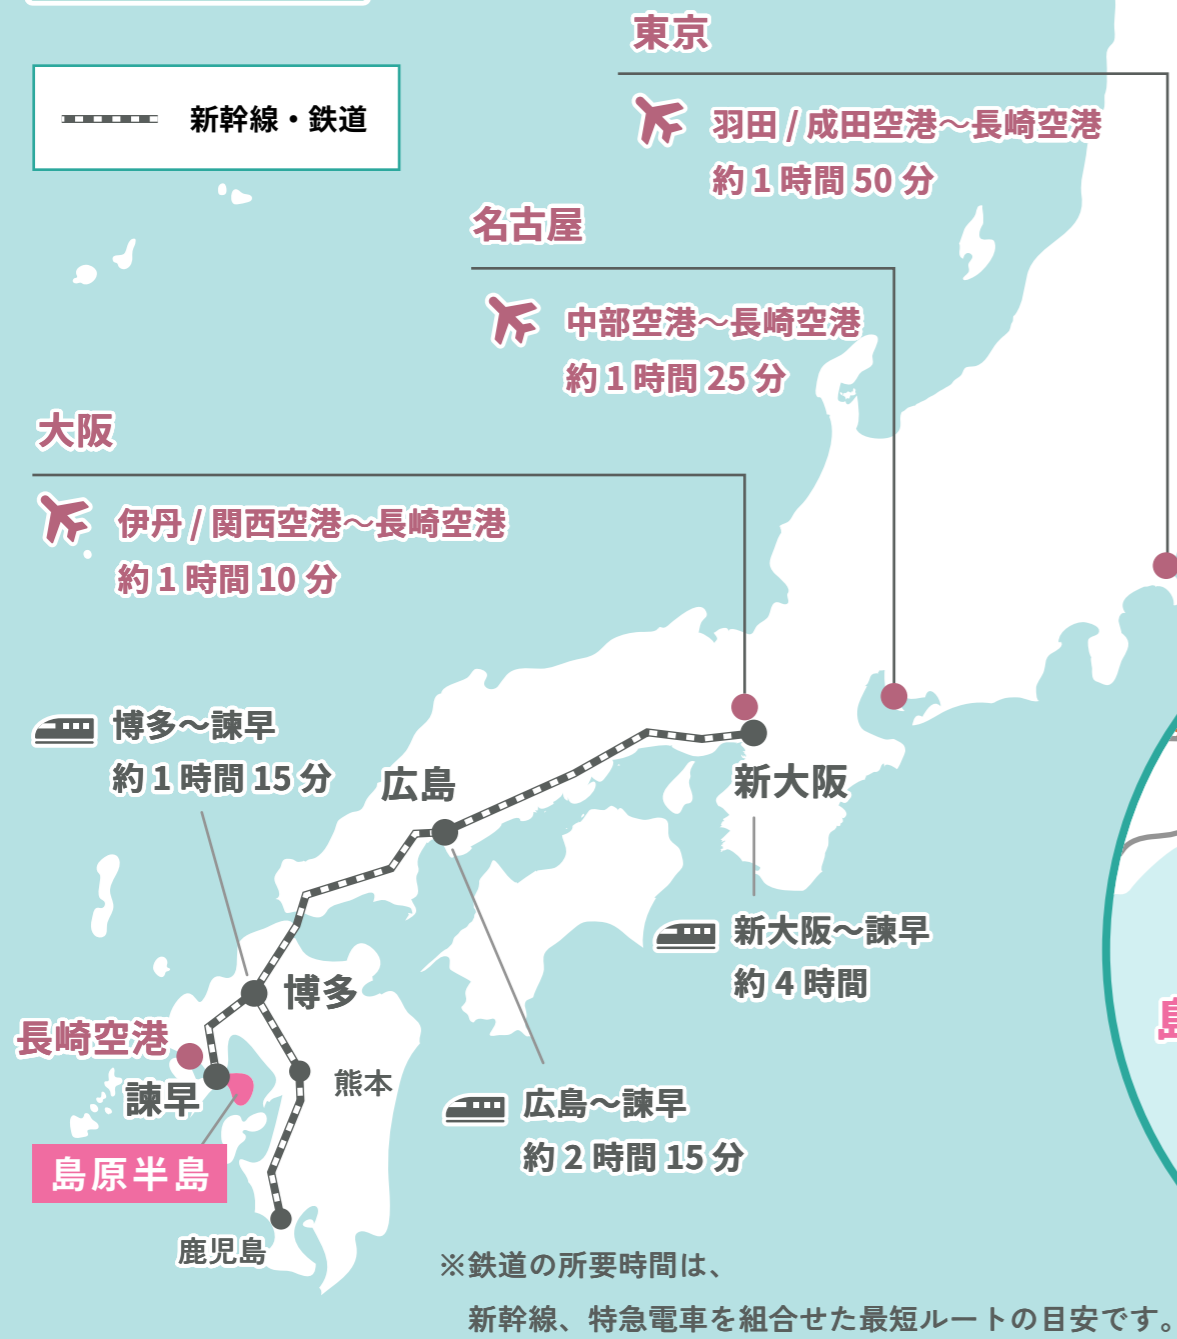 東京
新幹線・鉄道
羽田 / 成田空港～長崎空港
約 1 時間 50 分
名古屋
中部空港～長崎空港
約 1 時間 25 分
大阪
伊丹 / 関西空港～長崎空港
約 1 時間 10 分
博多～諫早
約 1 時間 15 分
広島
新大阪
新大阪～諫早
約 4 時間
博多
長崎空港
諫早
熊本
広島～諫早
約 2 時間 15 分
島原半島
鹿児島
※鉄道の所要時間は、
新幹線、特急電車を組合せた最短ルートの目安です。